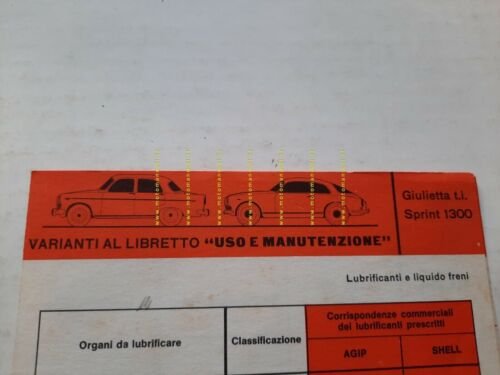 Giulietta t.i.
Sprint 1300
VARIANTI AL LIBRETTO "USO E MANUTENZIONE"
Lubrificanti e liquido freni
Organi da lubrificare
Classificazione
Corrispondenze commerciali
dei lubrificanti prescritti
AGIP
SHELL